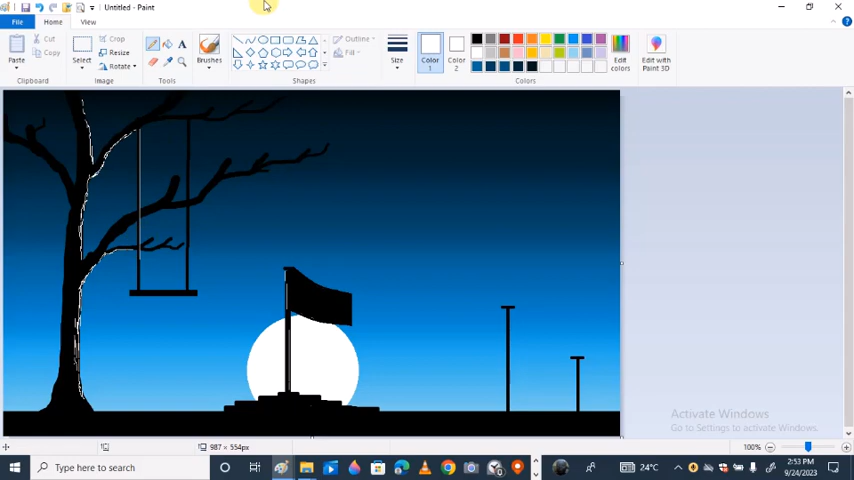 Untitled - Paint
File
Home
View
Paste
Cut
Copy
Clipboard
Select
Crop
Resize
Rotate
Image
Tools
Brushes
Outline
Fill
Shapes
Size
Color 1
Color 2
Edit colors
Colors
Edit with Paint 3D
Activate Windows
Go to Settings to activate Windows.
987 × 554px
100%
Type here to search
24°C
2:53 PM
9/24/2023